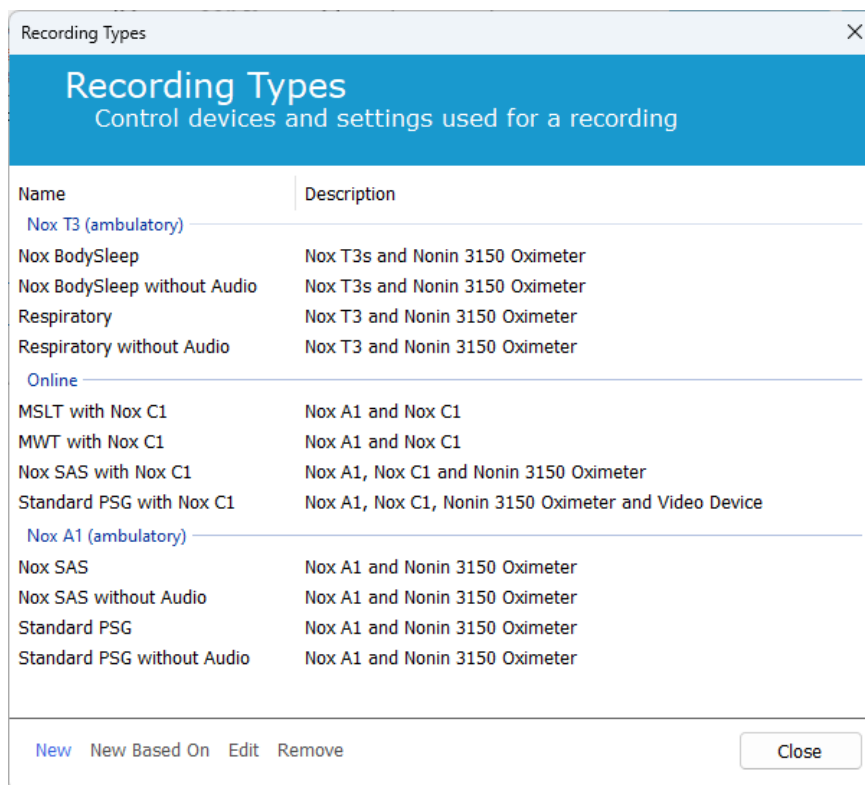 Recording Types
Recording Types
Control devices and settings used for a recording
Name Description
Nox T3 (ambulatory)
Nox BodySleep Nox T3s and Nonin 3150 Oximeter
Nox BodySleep without Audio Nox T3s and Nonin 3150 Oximeter
Respiratory Nox T3 and Nonin 3150 Oximeter
Respiratory without Audio Nox T3 and Nonin 3150 Oximeter
Online
MSLT with Nox C1 Nox A1 and Nox C1
MWT with Nox C1 Nox A1 and Nox C1
Nox SAS with Nox C1 Nox A1, Nox C1 and Nonin 3150 Oximeter
Standard PSG with Nox C1 Nox A1, Nox C1, Nonin 3150 Oximeter and Video Device
Nox A1 (ambulatory)
Nox SAS Nox A1 and Nonin 3150 Oximeter
Nox SAS without Audio Nox A1 and Nonin 3150 Oximeter
Standard PSG Nox A1 and Nonin 3150 Oximeter
Standard PSG without Audio Nox A1 and Nonin 3150 Oximeter
New New Based On Edit Remove Close